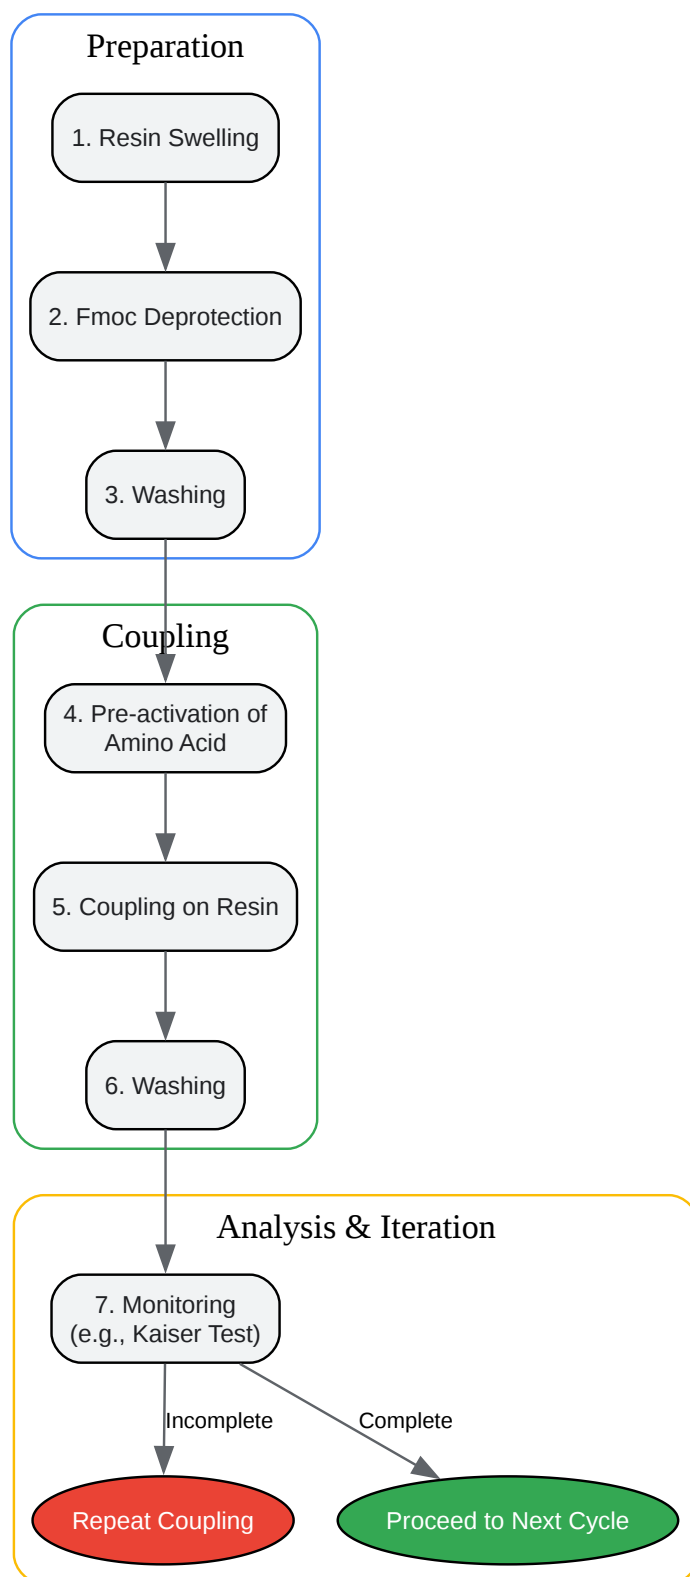 Preparation
1. Resin Swelling
2. Fmoc Deprotection
3. Washing
Coupling
4. Pre-activation of
Amino Acid
5. Coupling on Resin
6. Washing
Analysis & Iteration
7. Monitoring
(e.g., Kaiser Test)
Incomplete
Complete
Repeat Coupling
Proceed to Next Cycle